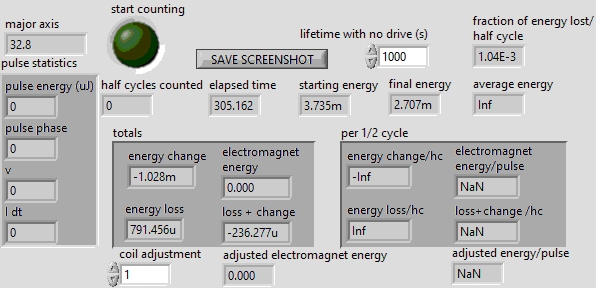 major axis
32.8
start counting
SAVE SCREENSHOT
lifetime with no drive (s)
1000
fraction of energy lost/
half cycle
1.04E-3
pulse statistics
pulse energy (uJ)
0
pulse phase
0
v
0
I dt
0
half cycles counted
0
elapsed time
305.162
starting energy
3.735m
final energy
2.707m
average energy
Inf
totals
energy change
-1.028m
electromagnet
energy
0.000
energy loss
791.456u
loss + change
-236.277u
per 1/2 cycle
energy change/hc
-Inf
electromagnet
energy/pulse
NaN
energy loss/hc
Inf
loss+change /hc
NaN
coil adjustment
1
adjusted electromagnet energy
0.000
adjusted energy/pulse
NaN